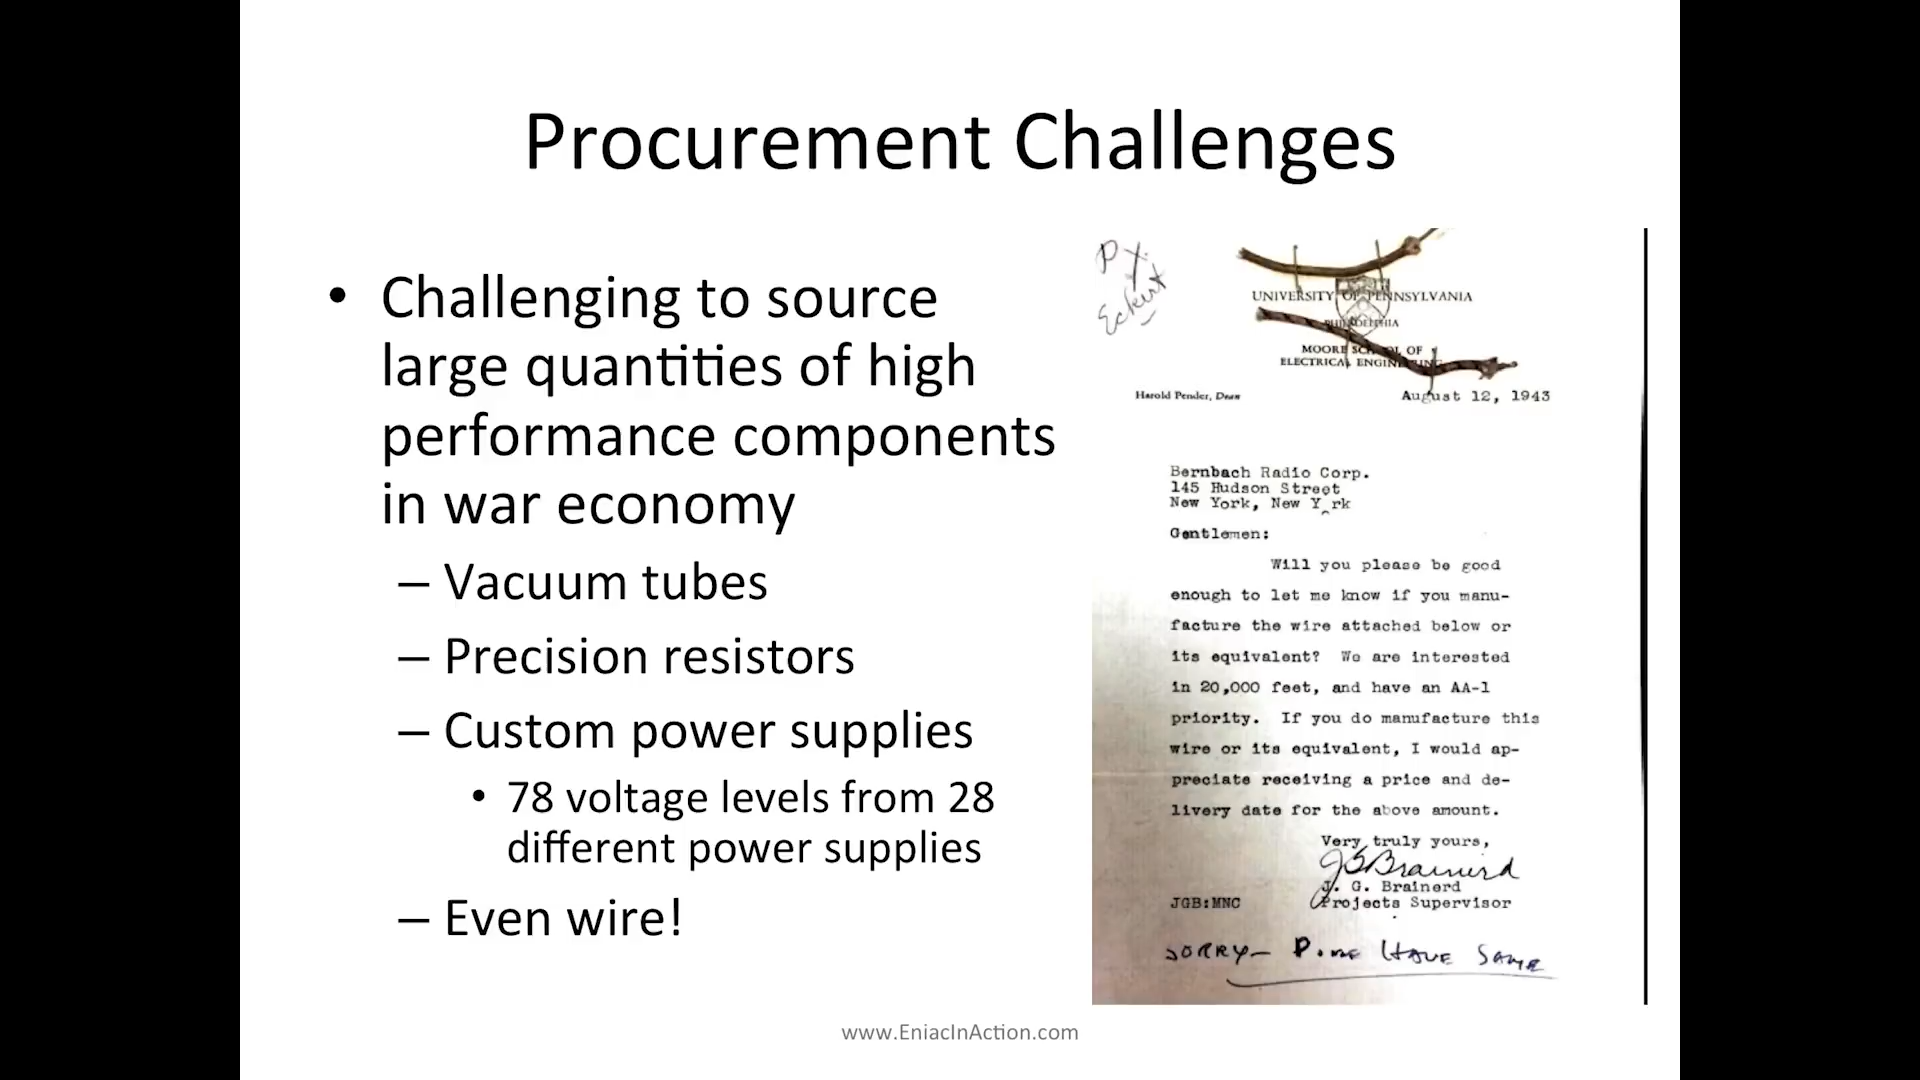 Procurement Challenges
• Challenging to source
large quantities of high
performance components
in war economy
– Vacuum tubes
– Precision resistors
– Custom power supplies
• 78 voltage levels from 28
different power supplies
– Even wire!
Eckert
UNIVERSITY OF PENNSYLVANIA
PHILADELPHIA
MOORE SCHOOL OF
ELECTRICAL ENGINEERING
Harold Pender, Dean
August 12, 1943
Bernbach Radio Corp.
145 Hudson Street
New York, New Y rk
Gentlemen:
Will you please be good
enough to let me know if you manu-
facture the wire attached below or
its equivalent? We are interested
in 20,000 feet, and have an AA-1
priority. If you do manufacture this
wire or its equivalent, I would ap-
preciate receiving a price and de-
livery date for the above amount.
Very truly yours,
JGBrainerd
J. G. Brainerd
JGB:MNC Projects Supervisor
SORRY – HAVE SAME
www.EniacInAction.com